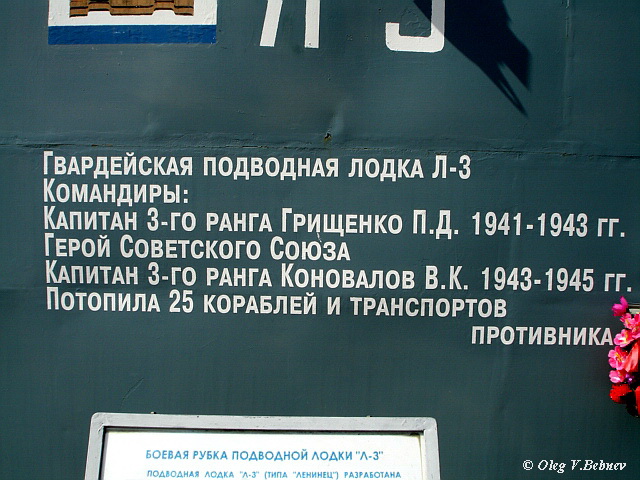 Л-3
Гвардейская подводная лодка Л-3
Командиры:
Капитан 3-го ранга Грищенко П.Д. 1941-1943 гг.
Герой Советского Союза
Капитан 3-го ранга Коновалов В.К. 1943-1945 гг.
Потопила 25 кораблей и транспортов
противника.
БОЕВАЯ РУБКА ПОДВОДНОЙ ЛОДКИ "Л-3"
ПОДВОДНАЯ ЛОДКА "Л-3" (ТИПА "ЛЕНИНЕЦ") РАЗРАБОТАНА
© Oleg V.Bebnev